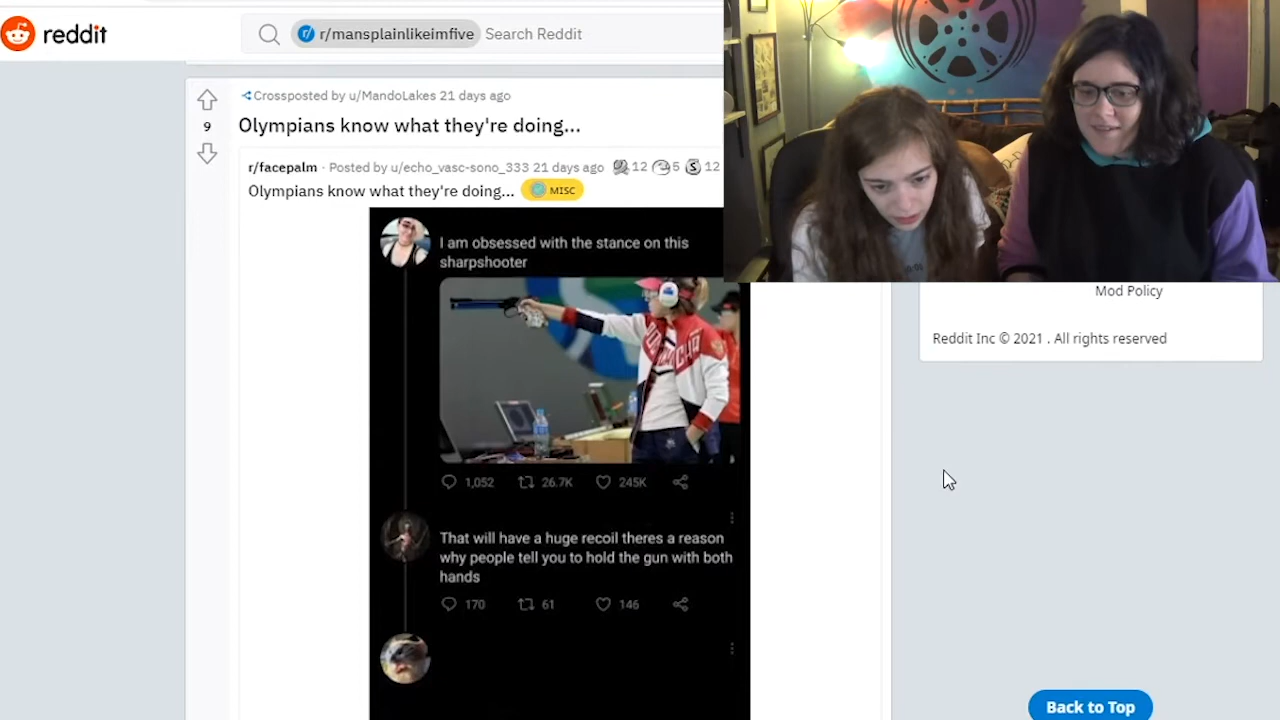 reddit
r/mansplainlikeimfive Search Reddit
Crossposted by u/MandoLakes 21 days ago
9
Olympians know what they're doing...
r/facepalm · Posted by u/echo_vasc-sono_333 21 days ago 12 5 S 12
Olympians know what they're doing... MISC
I am obsessed with the stance on this
sharpshooter
1,052 26.7K 245K
That will have a huge recoil theres a reason
why people tell you to hold the gun with both
hands
170 61 146
Mod Policy
Reddit Inc © 2021 . All rights reserved
Back to Top